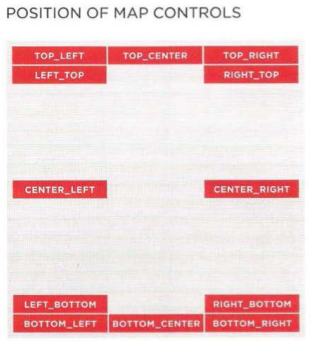 POSITION OF MAP CONTROLS
TOP_LEFT TOP_CENTER TOP_RIGHT
LEFT_TOP RIGHT_TOP
CENTER_LEFT CENTER_RIGHT
LEFT_BOTTOM RIGHT_BOTTOM
BOTTOM_LEFT BOTTOM_CENTER BOTTOM_RIGHT